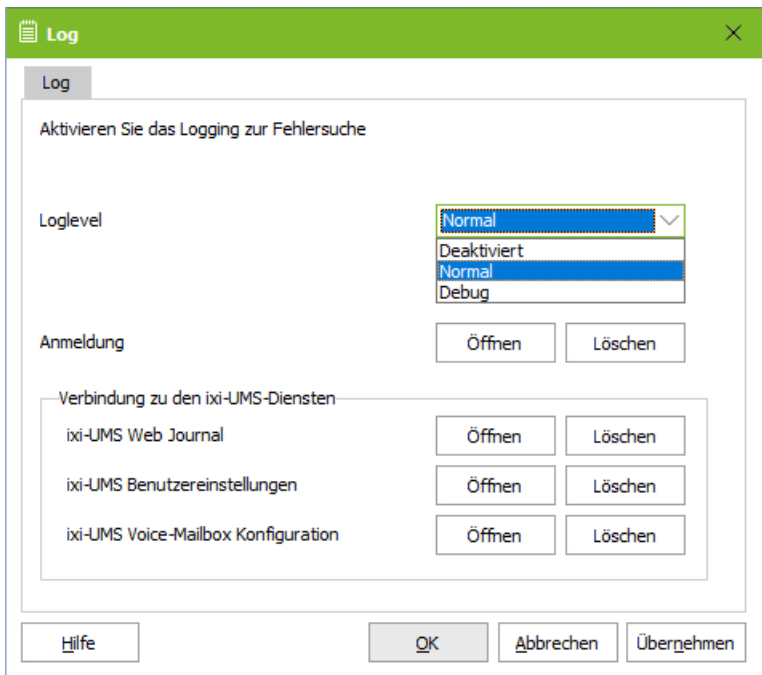 Log
Log
Aktivieren Sie das Logging zur Fehlersuche
Loglevel
Normal
Deaktiviert
Normal
Debug
Anmeldung Öffnen Löschen
Verbindung zu den ixi-UMS-Diensten
ixi-UMS Web Journal Öffnen Löschen
ixi-UMS Benutzereinstellungen Öffnen Löschen
ixi-UMS Voice-Mailbox Konfiguration Öffnen Löschen
Hilfe OK Abbrechen Übernehmen